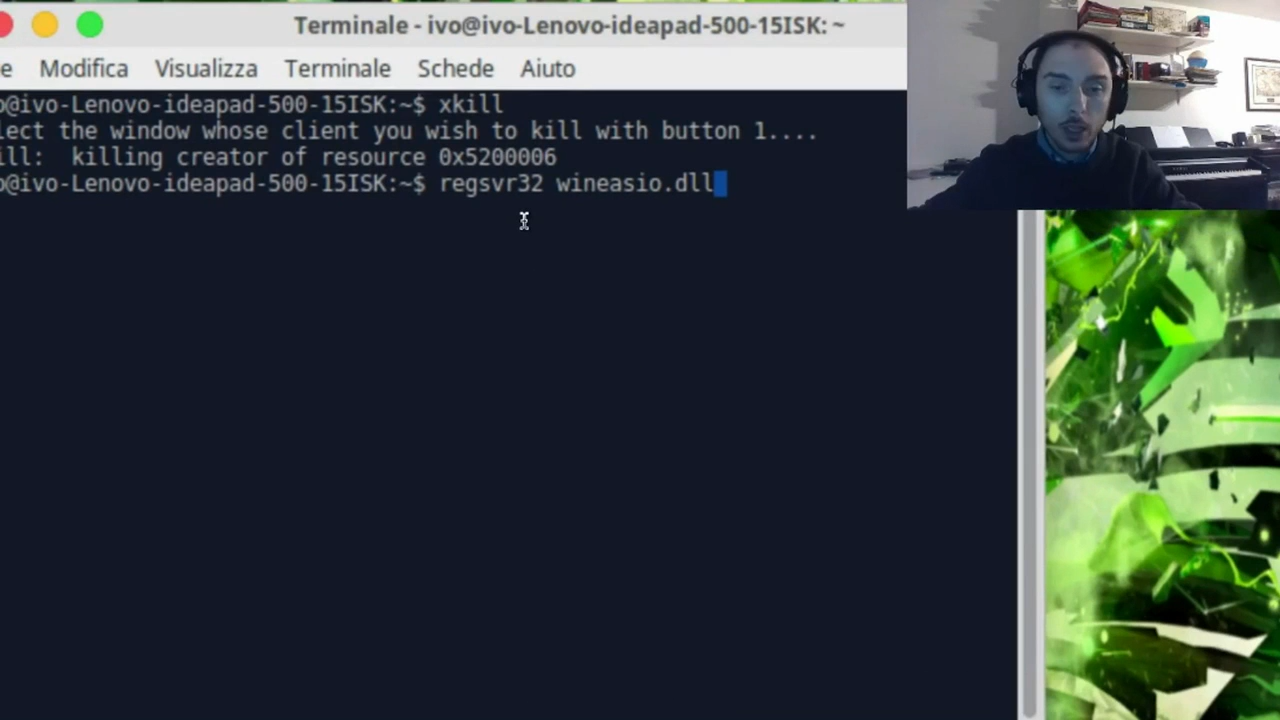 Terminale - ivo@ivo-Lenovo-ideapad-500-15ISK: ~
e Modifica Visualizza Terminale Schede Aiuto
o@ivo-Lenovo-ideapad-500-15ISK:~$ xkill
lect the window whose client you wish to kill with button 1....
ill:  killing creator of resource 0x5200006
o@ivo-Lenovo-ideapad-500-15ISK:~$ regsvr32 wineasio.dll